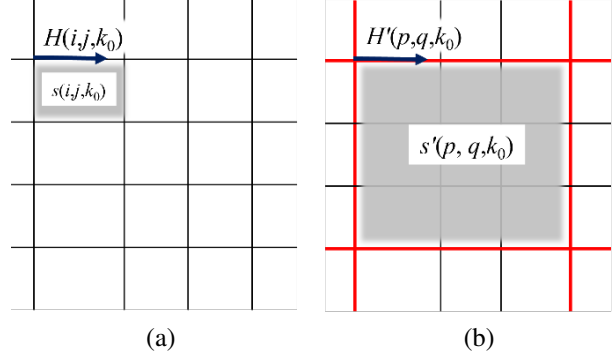 H(i,j,k₀)
s(i,j,k₀)
(a)
H'(p,q,k₀)
s'(p, q,k₀)
(b)